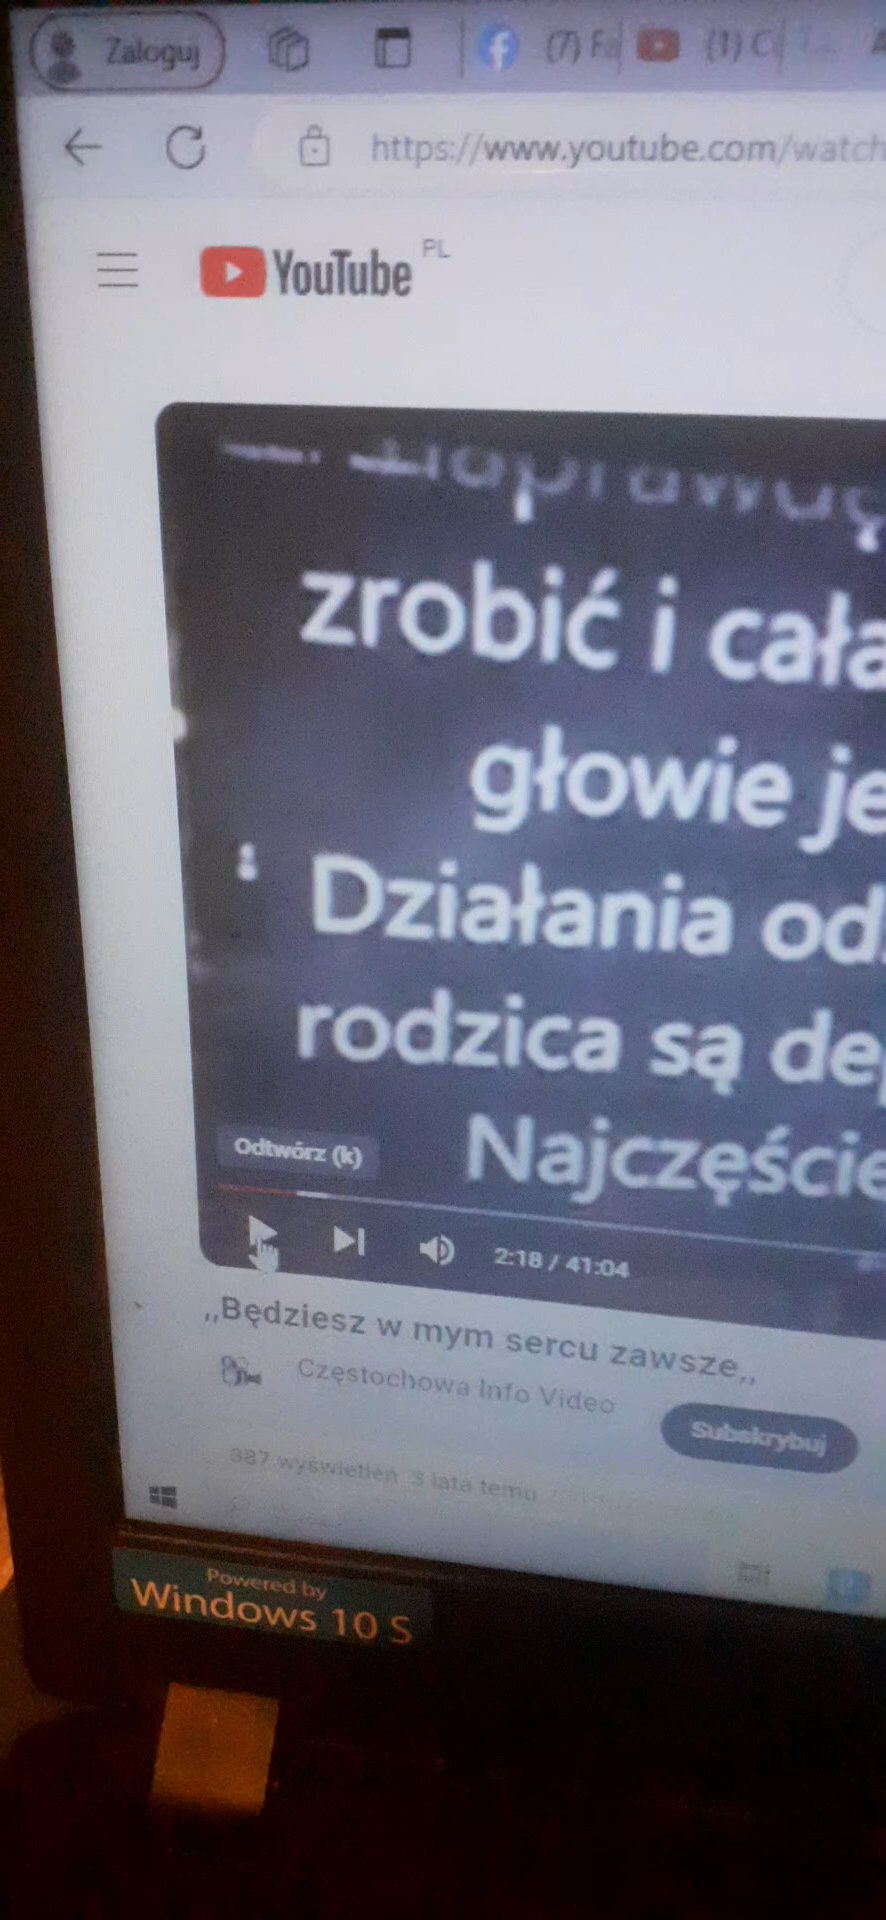 Zaloguj
(7) F
(1) C
https://www.youtube.com/watch
YouTube PL
zrobić i cała
głowie je
Działania od
rodzica są de
Najczęście
Odtwórz (k)
2:18 / 41:04
„Będziesz w mym sercu zawsze„
Częstochowa Info Video
Subskrybuj
387 wyświetleń 3 lata temu
Powered by
Windows 10 S